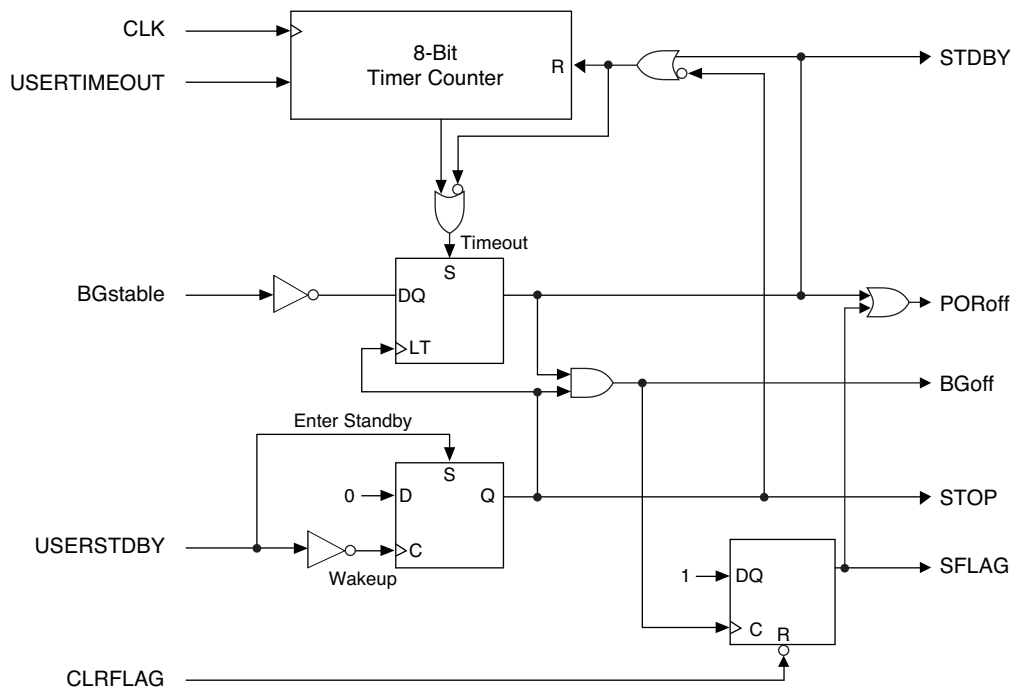 CLK
8-Bit
Timer Counter
R
STDBY
USERTIMEOUT
Timeout
S
BGstable
DQ
PORoff
LT
BGoff
Enter Standby
S
0
D
Q
STOP
USERSTDBY
C
Wakeup
SFLAG
1
DQ
C
R
CLRFLAG